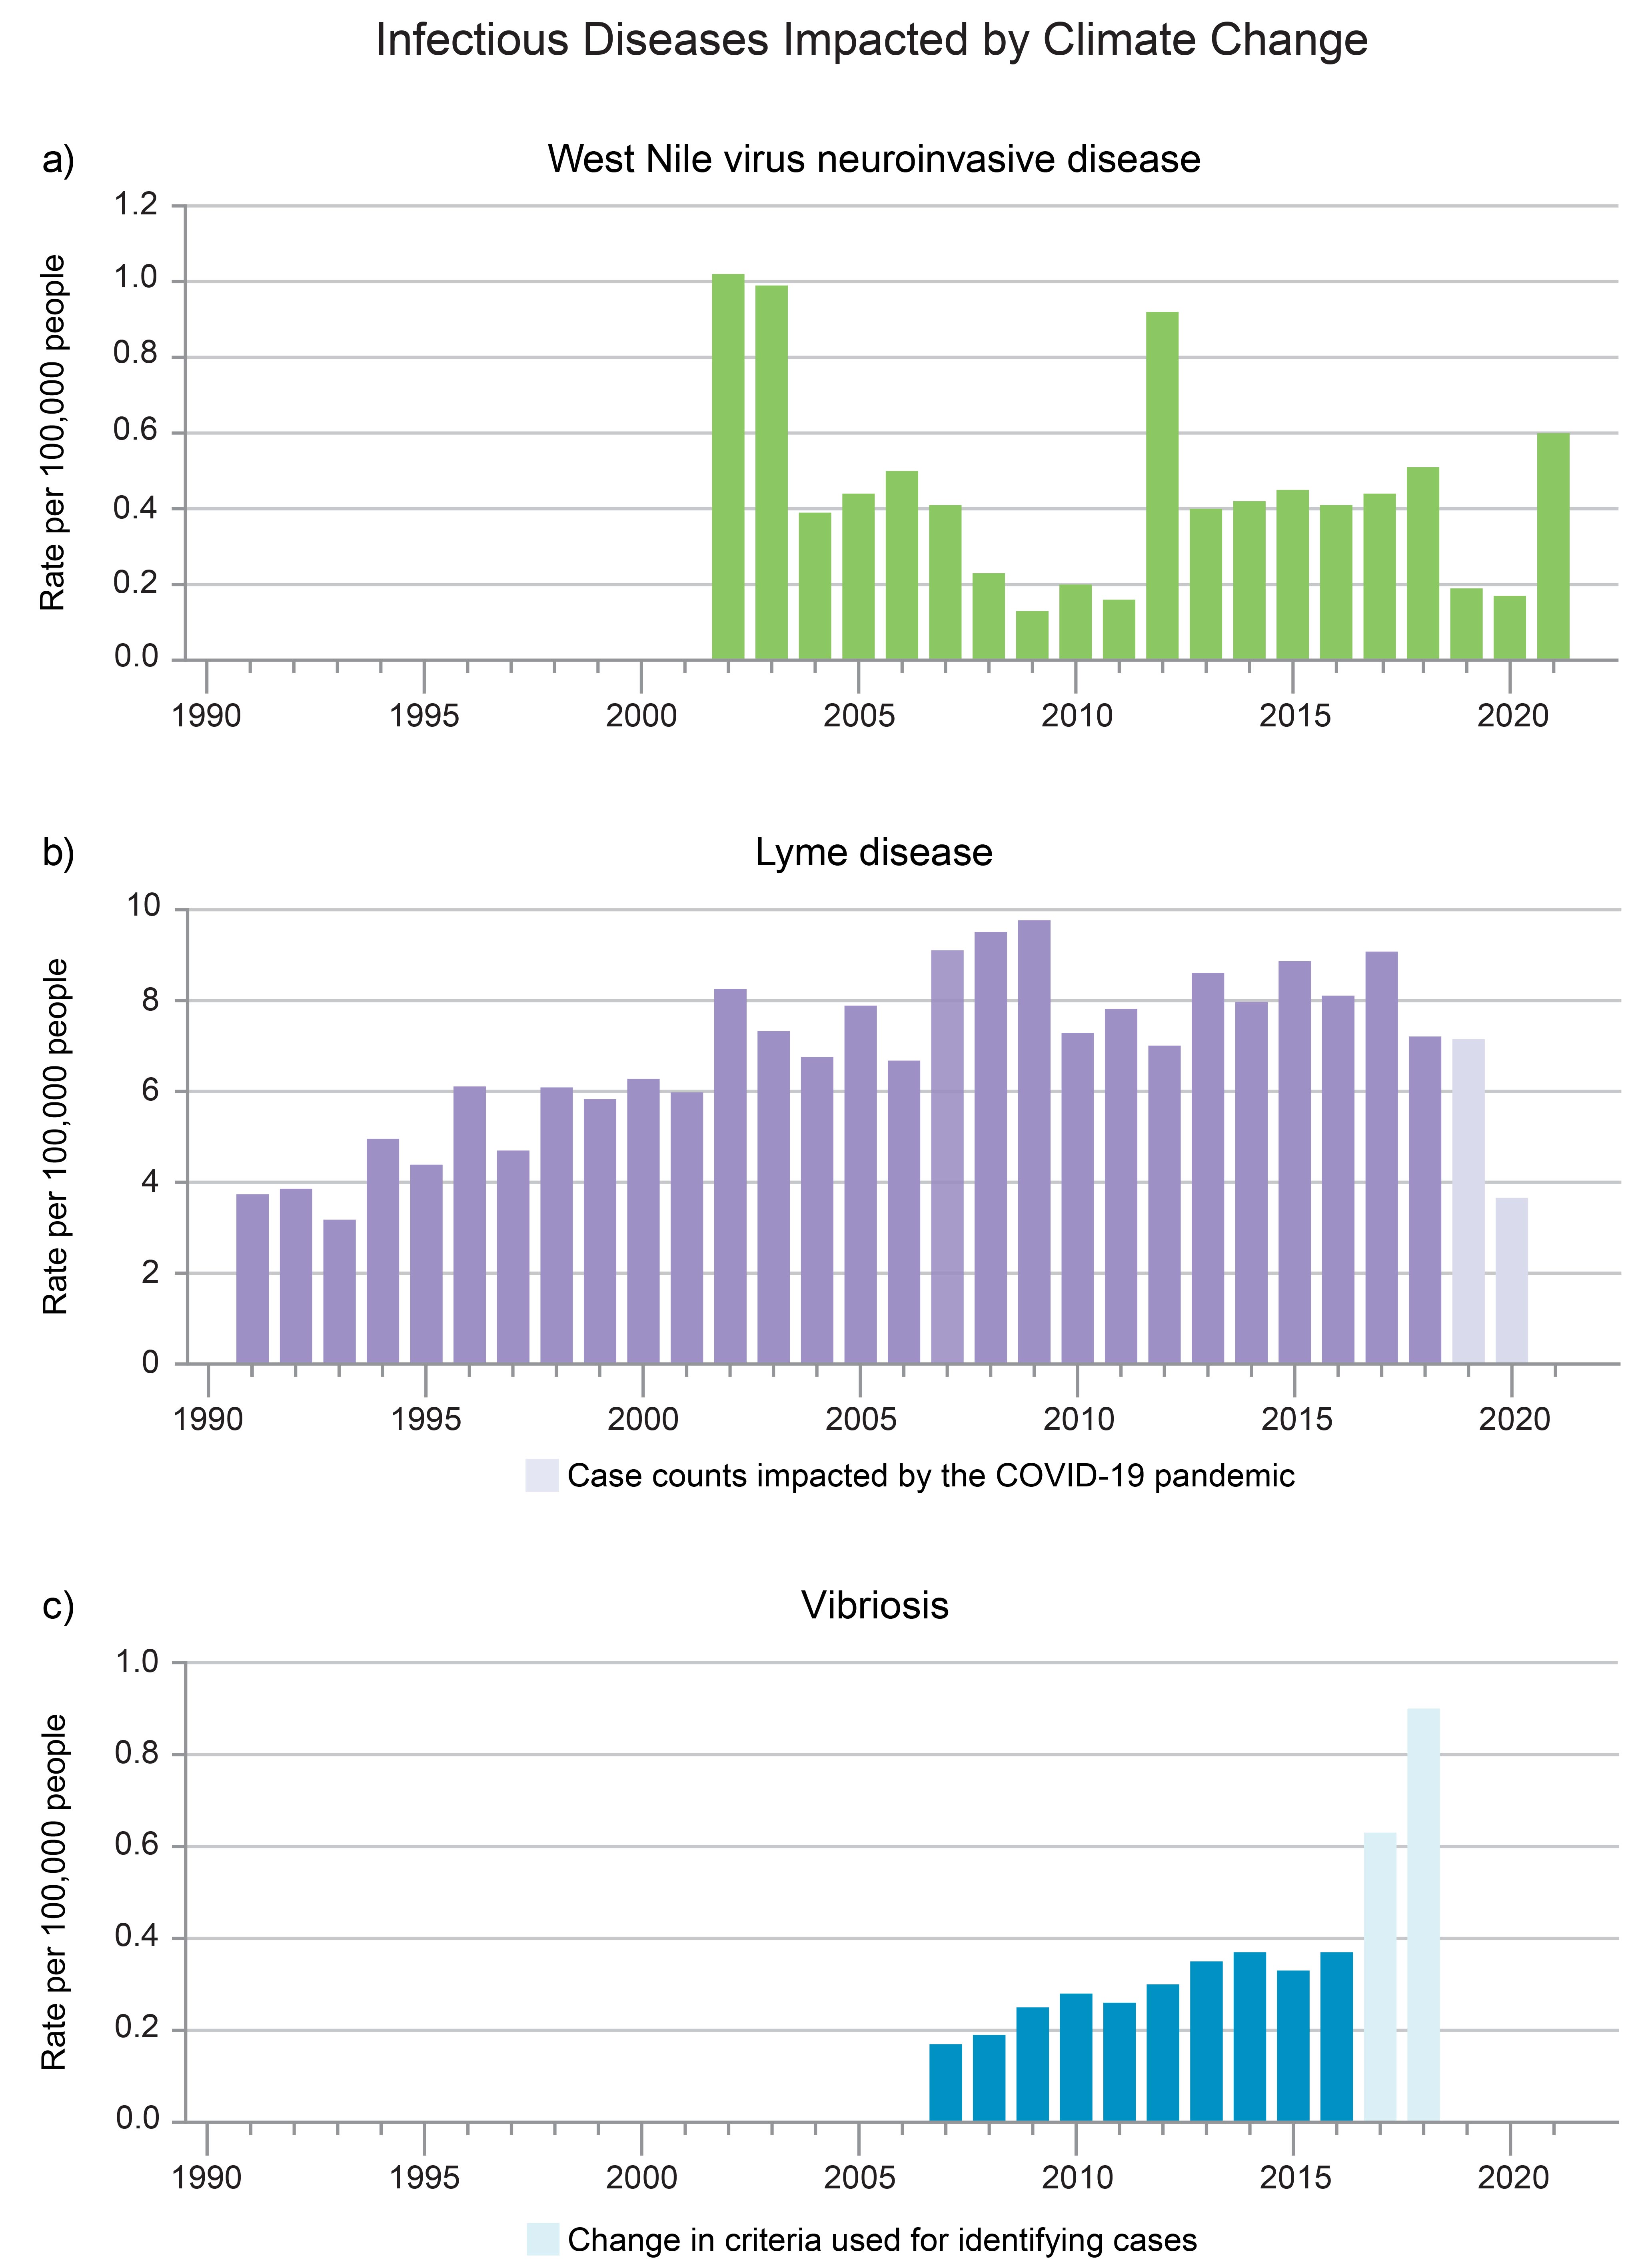 Infectious Diseases Impacted by Climate Change
a)
West Nile virus neuroinvasive disease
Rate per 100,000 people
1.2
1.0
0.8
0.6
0.4
0.2
0.0
1990 1995 2000 2005 2010 2015 2020
b)
Lyme disease
Rate per 100,000 people
10
8
6
4
2
0
1990 1995 2000 2005 2010 2015 2020
Case counts impacted by the COVID-19 pandemic
c)
Vibriosis
Rate per 100,000 people
1.0
0.8
0.6
0.4
0.2
0.0
1990 1995 2000 2005 2010 2015 2020
Change in criteria used for identifying cases